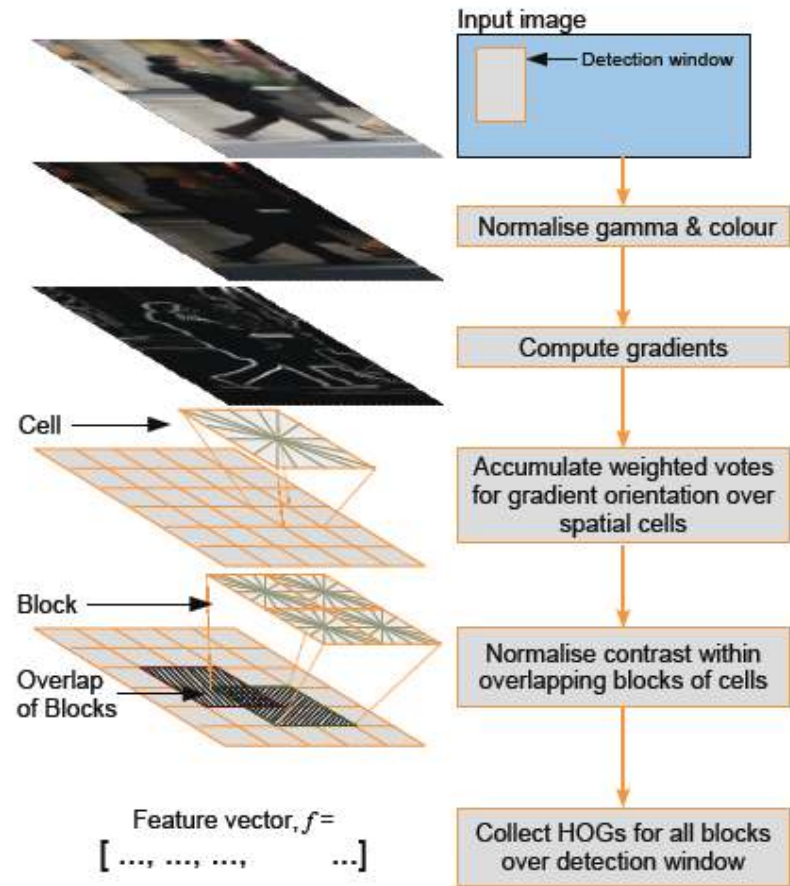 Input image
Detection window
Normalise gamma & colour
Compute gradients
Cell
Accumulate weighted votes
for gradient orientation over
spatial cells
Block
Normalise contrast within
overlapping blocks of cells
Overlap
of Blocks
Feature vector, f =
[ ..., ..., ..., ...]
Collect HOGs for all blocks
over detection window